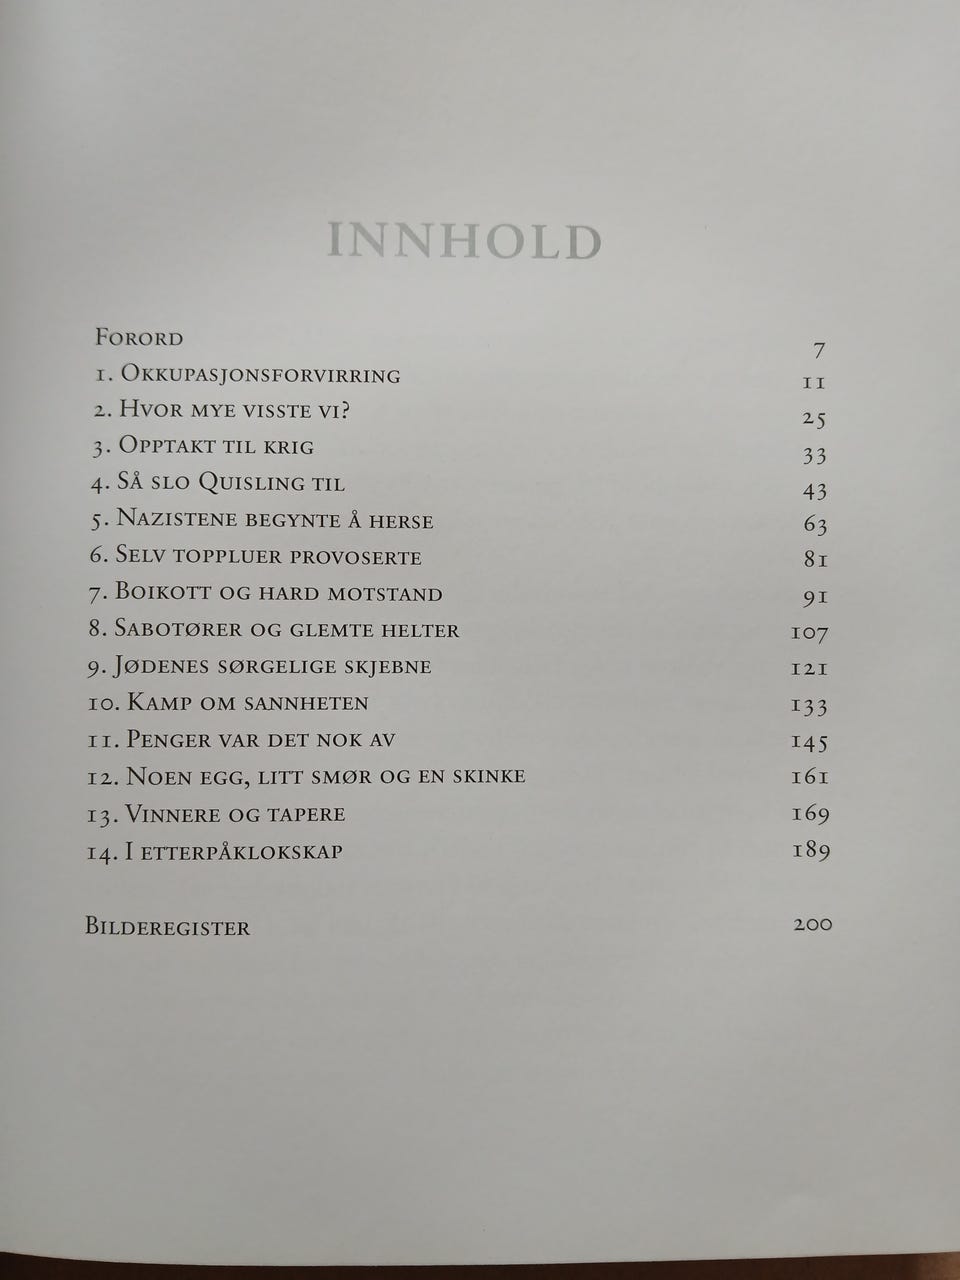 INNHOLD
Forord 7
1. Okkupasjonsforvirring 11
2. Hvor mye visste vi? 25
3. Opptakt til krig 33
4. Så slo Quisling til 43
5. Nazistene begynte å herse 63
6. Selv toppluer provoserte 81
7. Boikott og hard motstand 91
8. Sabotører og glemte helter 107
9. Jødenes sørgelige skjebne 121
10. Kamp om sannheten 133
11. Penger var det nok av 145
12. Noen egg, litt smør og en skinke 161
13. Vinnere og tapere 169
14. I etterpåklokskap 189
Bilderegister 200